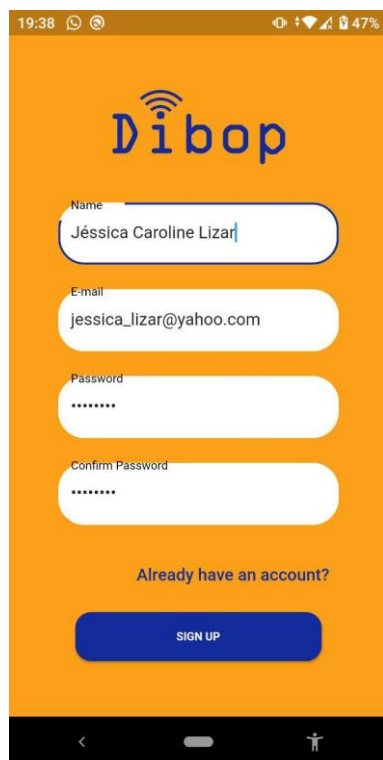 19:38 47%
Dibop
Name
Jéssica Caroline Lizar
E-mail
jessica_lizar@yahoo.com
Password
••••••••
Confirm Password
••••••••
Already have an account?
SIGN UP